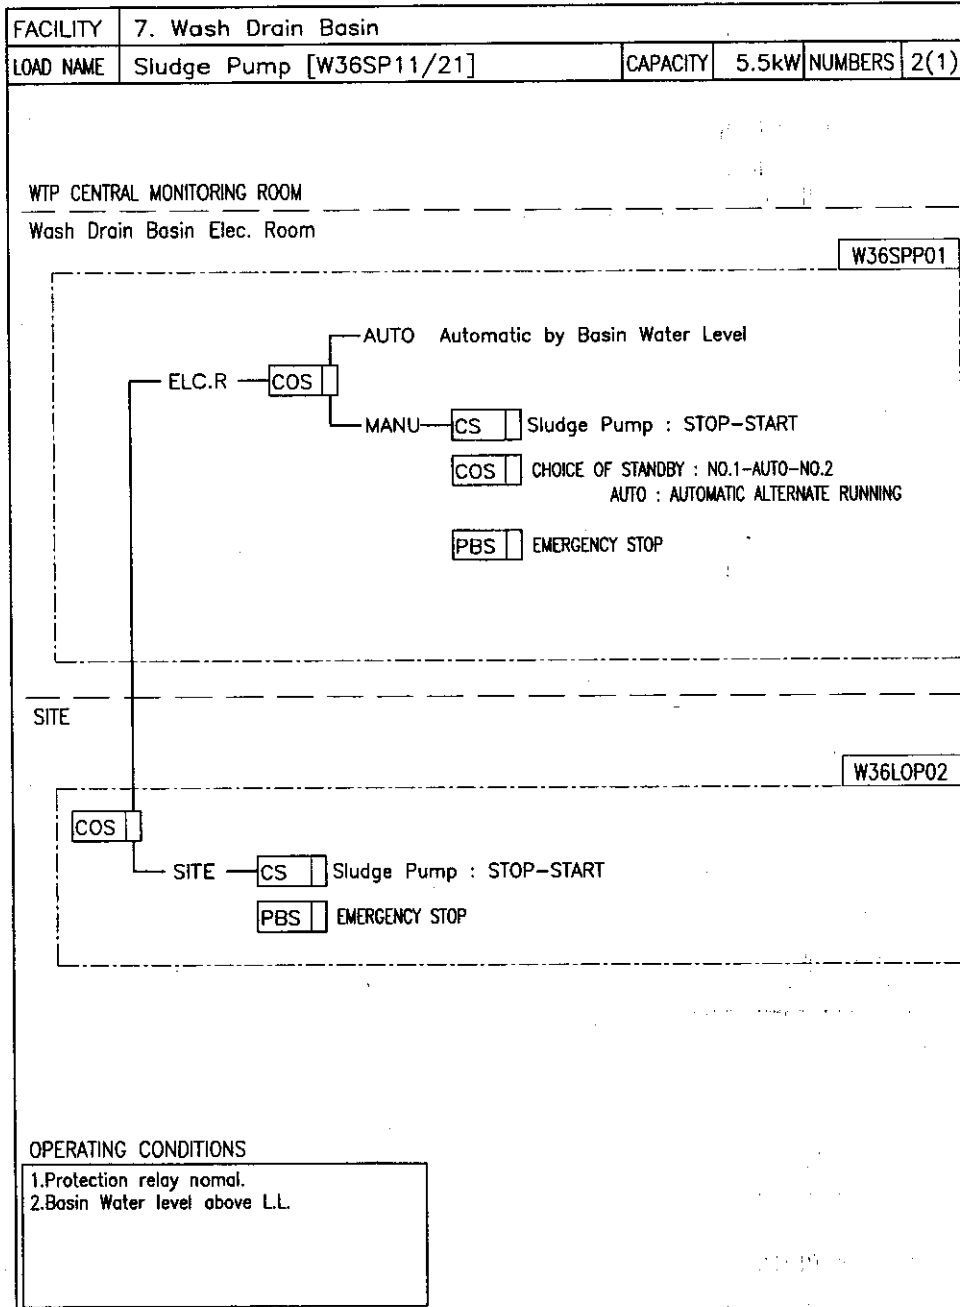 FACILITY 7. Wash Drain Basin
LOAD NAME Sludge Pump [W36SP11/21] CAPACITY 5.5kW NUMBERS 2(1)
WTP CENTRAL MONITORING ROOM
Wash Drain Basin Elec. Room
W36SPP01
AUTO Automatic by Basin Water Level
ELC.R COS
MANU CS Sludge Pump : STOP-START
COS CHOICE OF STANDBY : NO.1-AUTO-NO.2
AUTO : AUTOMATIC ALTERNATE RUNNING
PBS EMERGENCY STOP
SITE
W36LOP02
COS
SITE CS Sludge Pump : STOP-START
PBS EMERGENCY STOP
OPERATING CONDITIONS
1.Protection relay nomal.
2.Basin Water level above L.L.